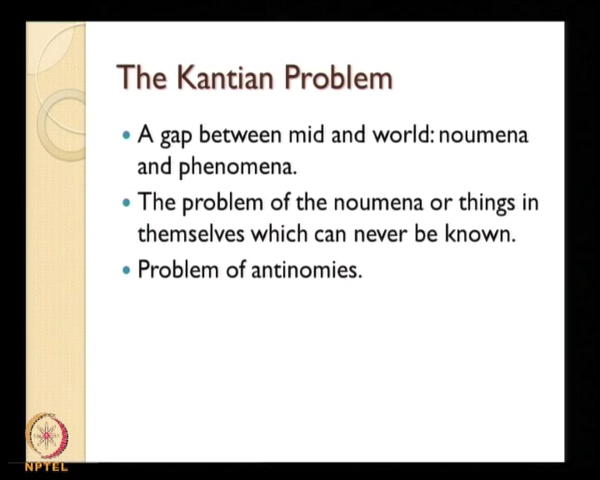 The Kantian Problem
• A gap between mid and world: noumena
and phenomena.
• The problem of the noumena or things in
themselves which can never be known.
• Problem of antinomies.
NPTEL